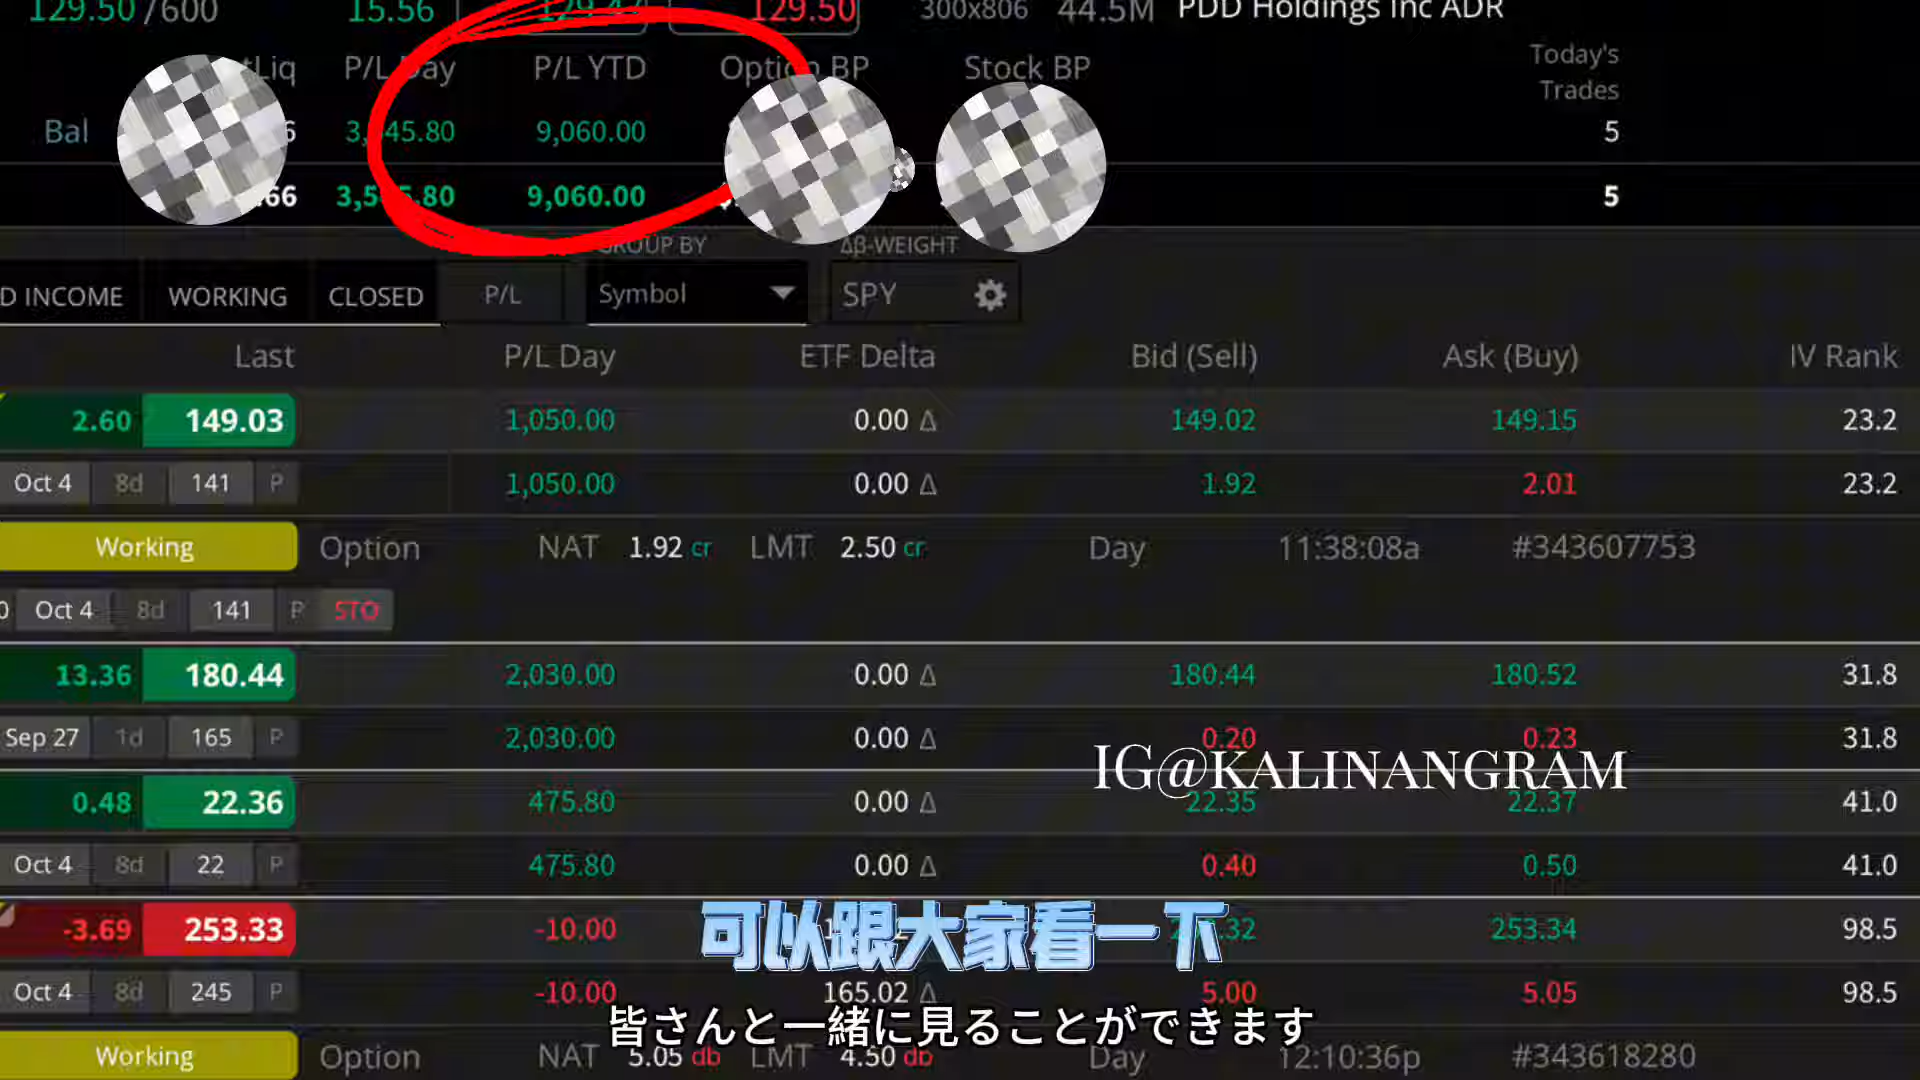 129.50 /600 15.56 129.50 300x806 44.5M PDD Holdings Inc ADR
tLiq P/L Day P/L YTD Option BP Stock BP Today's Trades
Bal 6 45.80 9,060.00 5
66 .80 9,060.00 5
GROUP BY Δβ-WEIGHT
D INCOME WORKING CLOSED P/L Symbol SPY
Last P/L Day ETF Delta Bid (Sell) Ask (Buy) IV Rank
2.60 149.03 1,050.00 0.00 Δ 149.02 149.15 23.2
Oct 4 8d 141 P 1,050.00 0.00 Δ 1.92 2.01 23.2
Working Option NAT 1.92 cr LMT 2.50 cr Day 11:38:08a #343607753
0 Oct 4 8d 141 P STO
13.36 180.44 2,030.00 0.00 Δ 180.44 180.52 31.8
Sep 27 1d 165 P 2,030.00 0.00 Δ 0.20 0.23 31.8
IG@KALINANGRAM
0.48 22.36 475.80 0.00 Δ 22.35 22.37 41.0
Oct 4 8d 22 P 475.80 0.00 Δ 0.40 0.50 41.0
-3.69 253.33 -10.00 .32 253.34 98.5
可以跟大家看一下
Oct 4 8d 245 P -10.00 165.02 Δ 5.00 5.05 98.5
皆さんと一緒に見ることができます
Working Option NAT 5.05 db LMT 4.50 db Day 12:10:36p #343618280